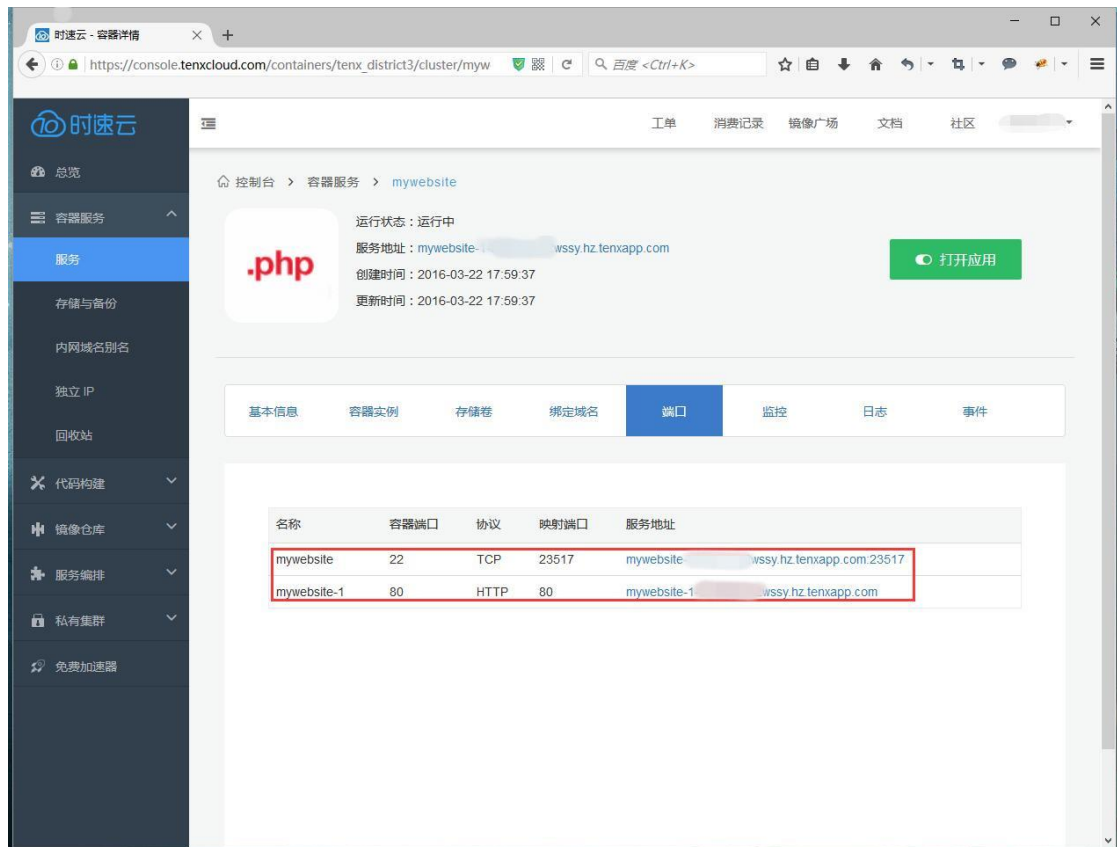 时速云 - 容器详情
https://console.tenxcloud.com/containers/tenx_district3/cluster/myw
百度 <Ctrl+K>
时速云
工单 消费记录 镜像广场 文档 社区
总览
容器服务
服务
存储与备份
内网域名别名
独立 IP
回收站
代码构建
镜像仓库
服务编排
私有集群
免费加速器
控制台 > 容器服务 > mywebsite
.php
运行状态：运行中
服务地址：mywebsite- wssy.hz.tenxapp.com
创建时间：2016-03-22 17:59:37
更新时间：2016-03-22 17:59:37
打开应用
基本信息 容器实例 存储卷 绑定域名 端口 监控 日志 事件
名称 容器端口 协议 映射端口 服务地址
mywebsite 22 TCP 23517 mywebsite- wssy.hz.tenxapp.com:23517
mywebsite-1 80 HTTP 80 mywebsite-1 wssy.hz.tenxapp.com